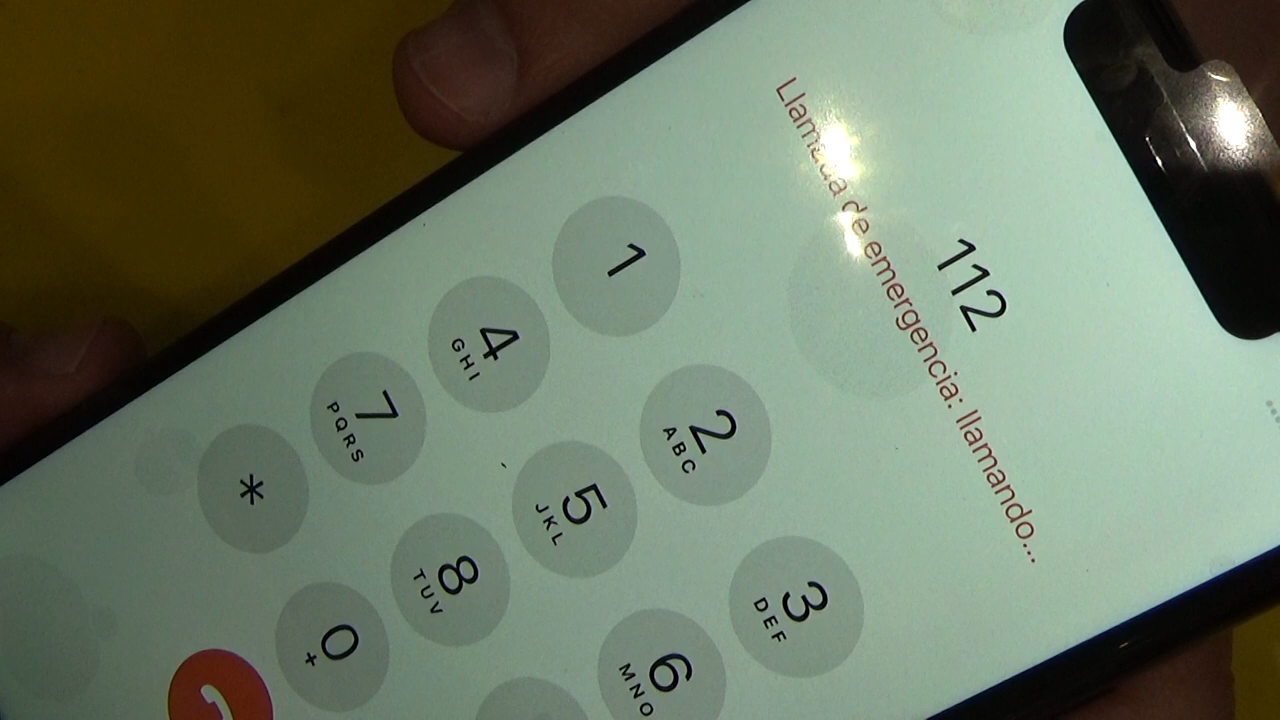 112
Llamada de emergencia: llamando...
1
2
ABC
3
DEF
4
GHI
5
JKL
6
MNO
7
PQRS
8
TUV
*
0
+